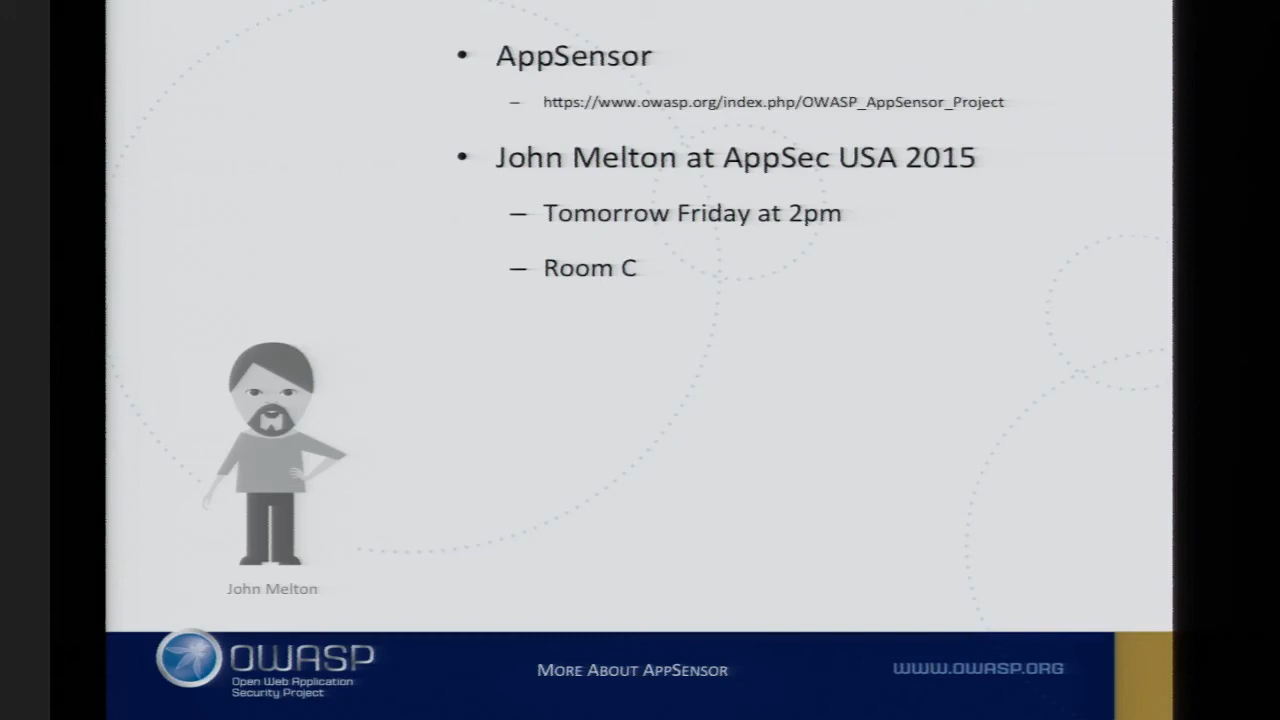 • AppSensor
– https://www.owasp.org/index.php/OWASP_AppSensor_Project
• John Melton at AppSec USA 2015
– Tomorrow Friday at 2pm
– Room C
John Melton
OWASP
Open Web Application
Security Project
MORE ABOUT APPSENSOR
WWW.OWASP.ORG